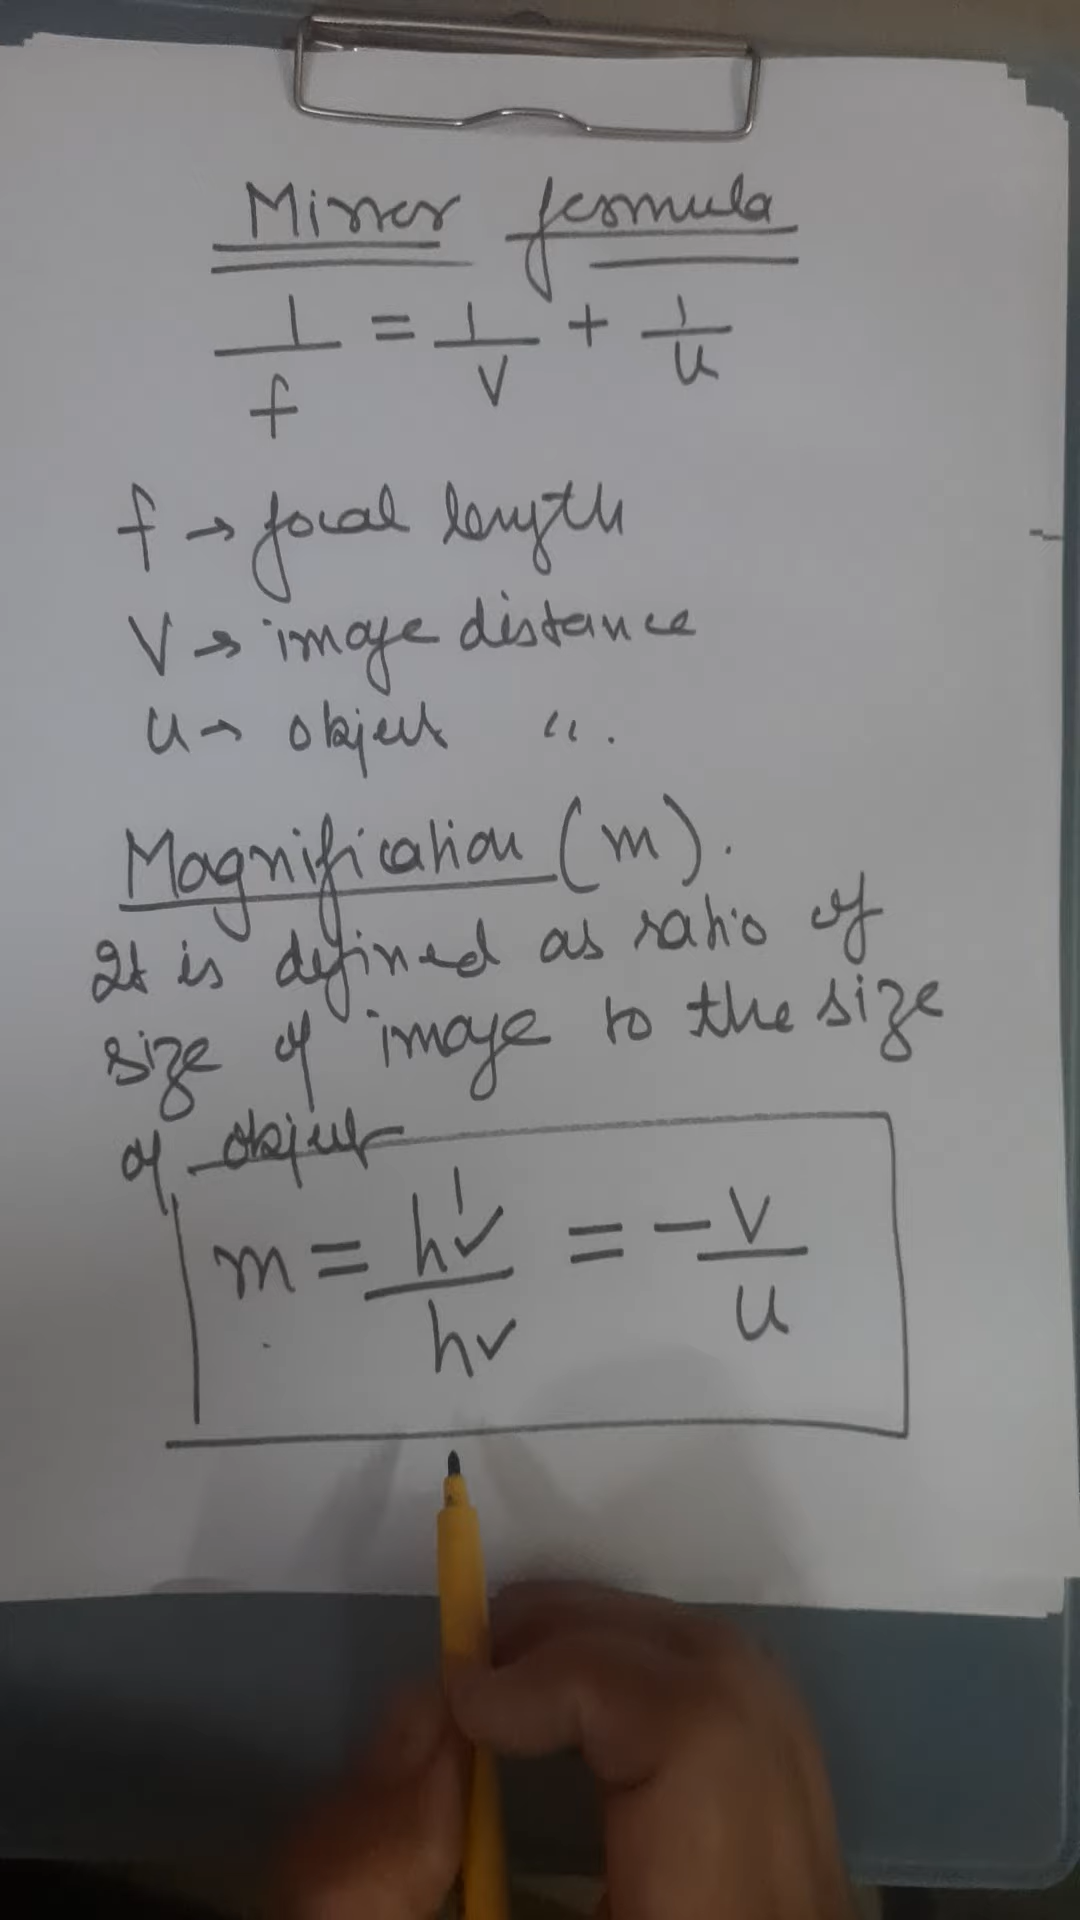 Mirror formula
1/f = 1/v + 1/u
f → focal length
V → image distance
u → object ".
Magnification (m).
It is defined as ratio of
size of image to the size
of object
m = h'✓/h✓ = -V/u